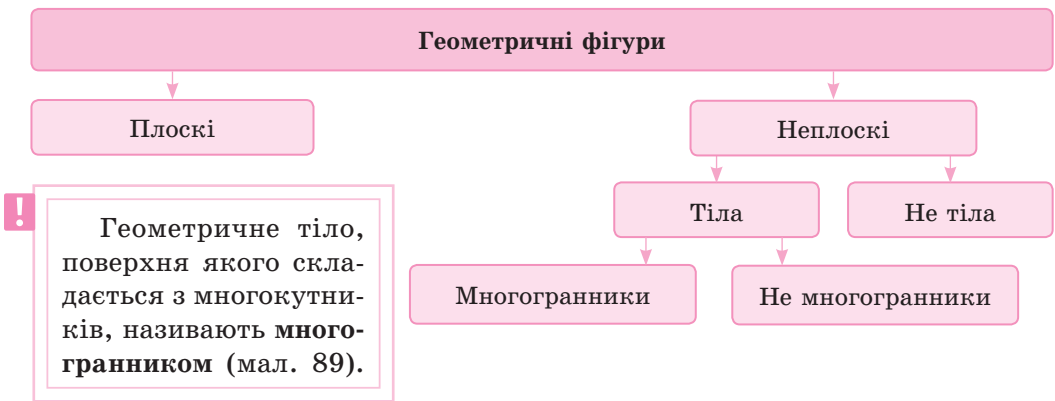 Геометричні фігури
Плоскі
Неплоскі
Тіла
Не тіла
Многогранники
Не многогранники
!
Геометричне тіло,
поверхня якого скла-
дається з многокутни-
ків, називають много-
гранником (мал. 89).